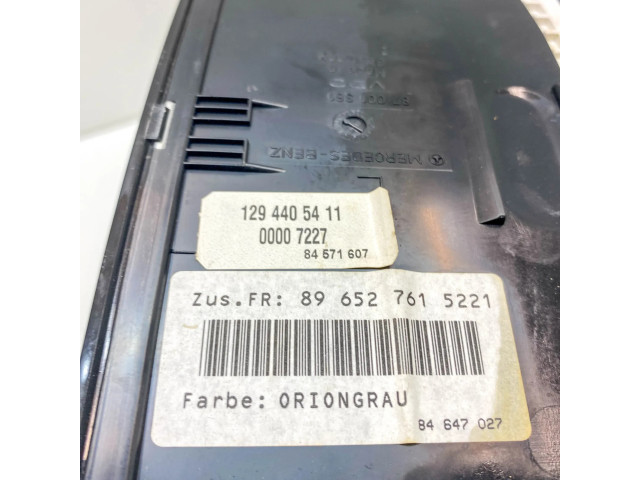 MERCEDES-BENZ
129 440 54 11
0000 7227
84 571 607
Zus.FR: 89 652 761 5221
Farbe: ORIONGRAU
84 647 027